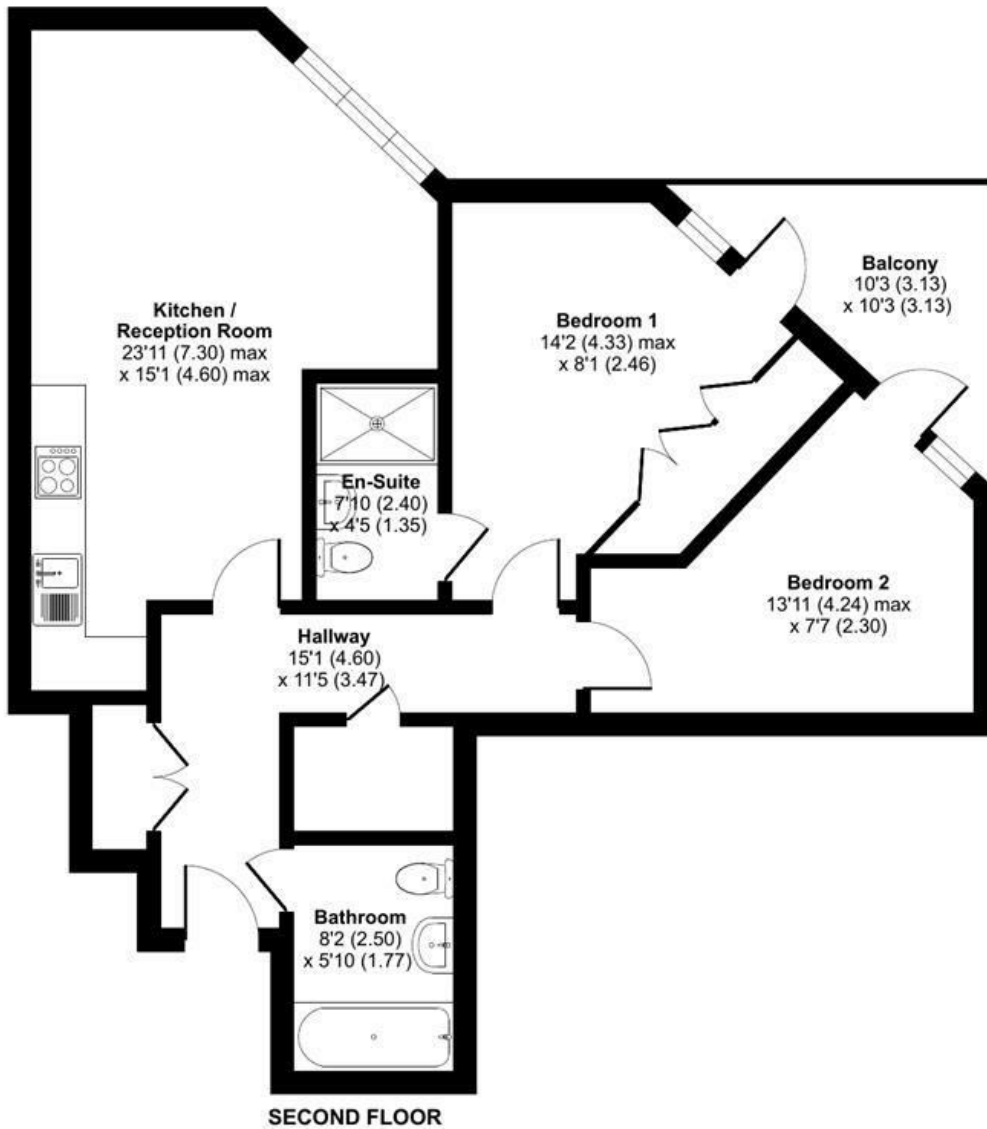 Kitchen /
Reception Room
23'11 (7.30) max
x 15'1 (4.60) max
Bedroom 1
14'2 (4.33) max
x 8'1 (2.46)
Balcony
10'3 (3.13)
x 10'3 (3.13)
En-Suite
7'10 (2.40)
x 4'5 (1.35)
Bedroom 2
13'11 (4.24) max
x 7'7 (2.30)
Hallway
15'1 (4.60)
x 11'5 (3.47)
Bathroom
8'2 (2.50)
x 5'10 (1.77)
SECOND FLOOR